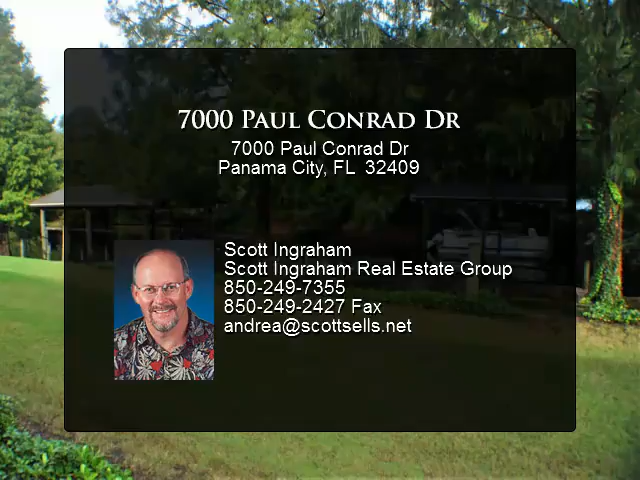 7000 Paul Conrad Dr
7000 Paul Conrad Dr
Panama City, FL  32409
Scott Ingraham
Scott Ingraham Real Estate Group
850-249-7355
850-249-2427 Fax
andrea@scottsells.net